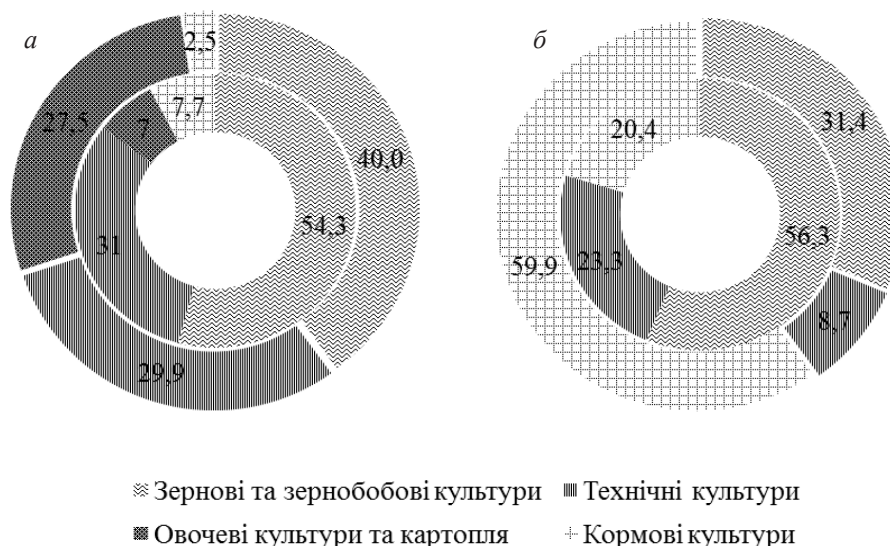 а
2,5
27,5
7,7
7
40,0
54,3
31
29,9
б
31,4
20,4
56,3
59,9
23,3
8,7
Зернові та зернобобові культури
Технічні культури
Овочеві культури та картопля
Кормові культури